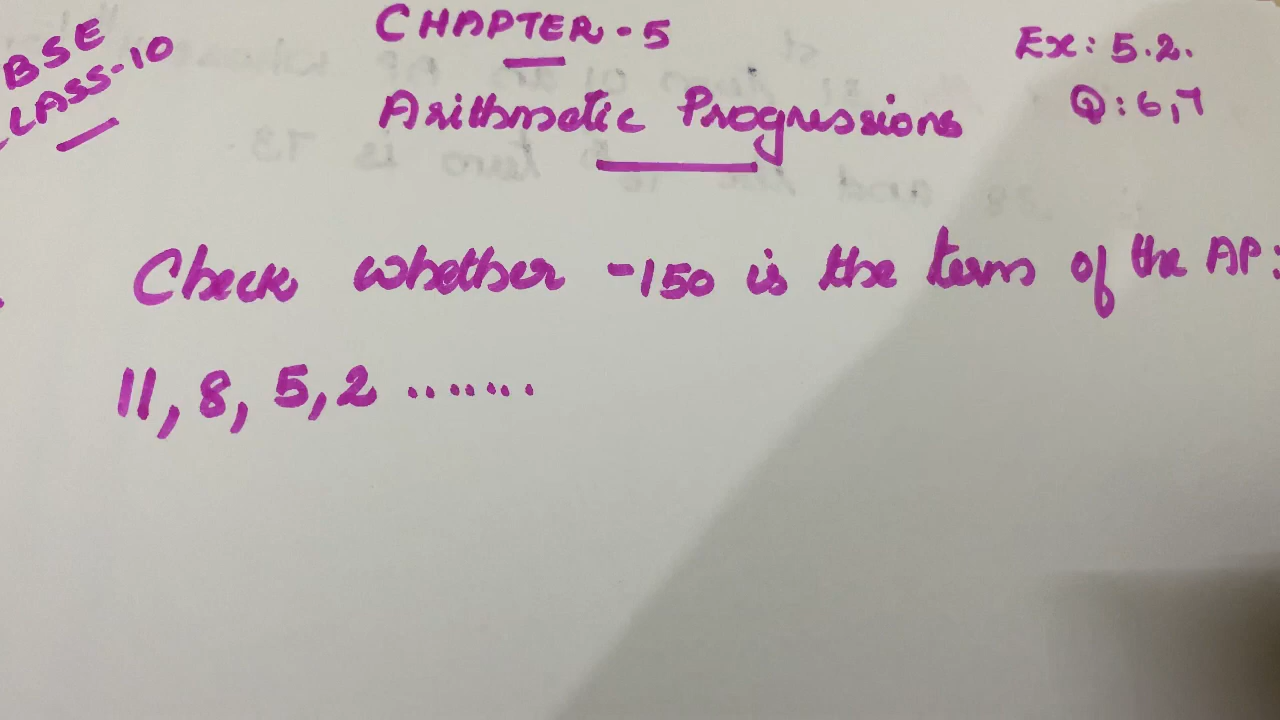 BSE
LASS-10
CHAPTER-5
Arithmetic Progressions
Ex: 5.2.
Q: 6,7
Check whether -150 is the term of the AP:
11, 8, 5, 2 .......